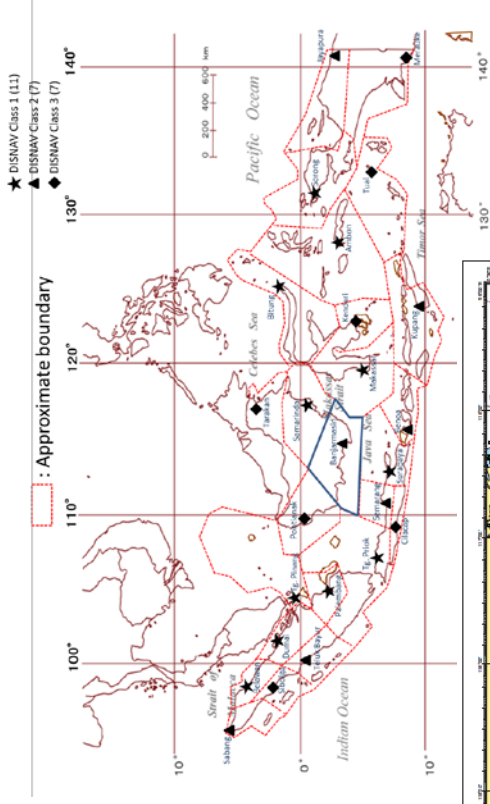 ★ DISNAV Class 1 (11)
▲ DISNAV Class 2 (7)
◆ DISNAV Class 3 (7)
: Approximate boundary
100°
110°
120°
130°
140°
0 200 400 600 km
10°
0°
10°
130°
140°
Pacific Ocean
Celebes Sea
Strait of
Malacca
Indian Ocean
Makassar
Strait
Java Sea
Timor Sea
Sabang
Belawan
Sibolga
Dumai
Teluk Bayur
Tg. Pinang
Palembang
Tg. Priok
Pontianak
Cilacap
Semarang
Surabaya
Benoa
Banjarmasin
Samarinda
Tarakan
Makassar
Kendari
Bitung
Kupang
Ambon
Sorong
Tual
Jayapura
Merauke